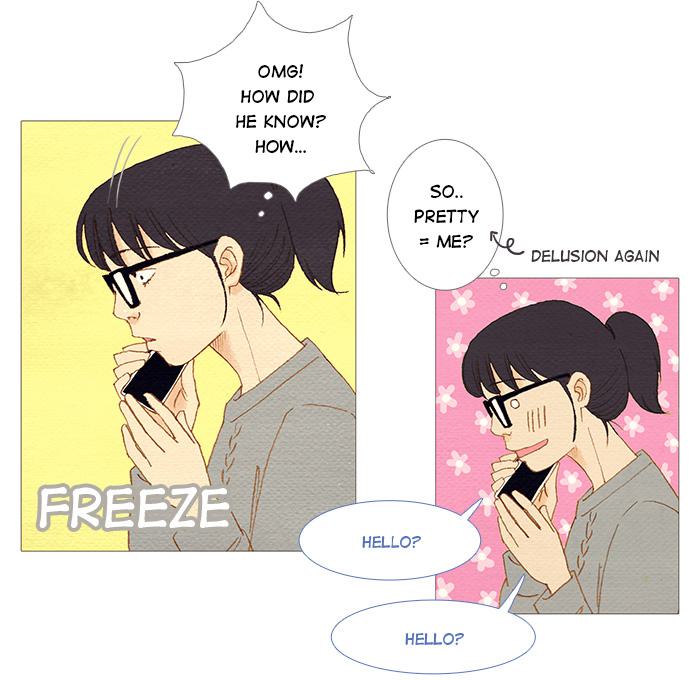 OMG!
HOW DID
HE KNOW?
HOW...
SO..
PRETTY
= ME?
DELUSION AGAIN
FREEZE
HELLO?
HELLO?